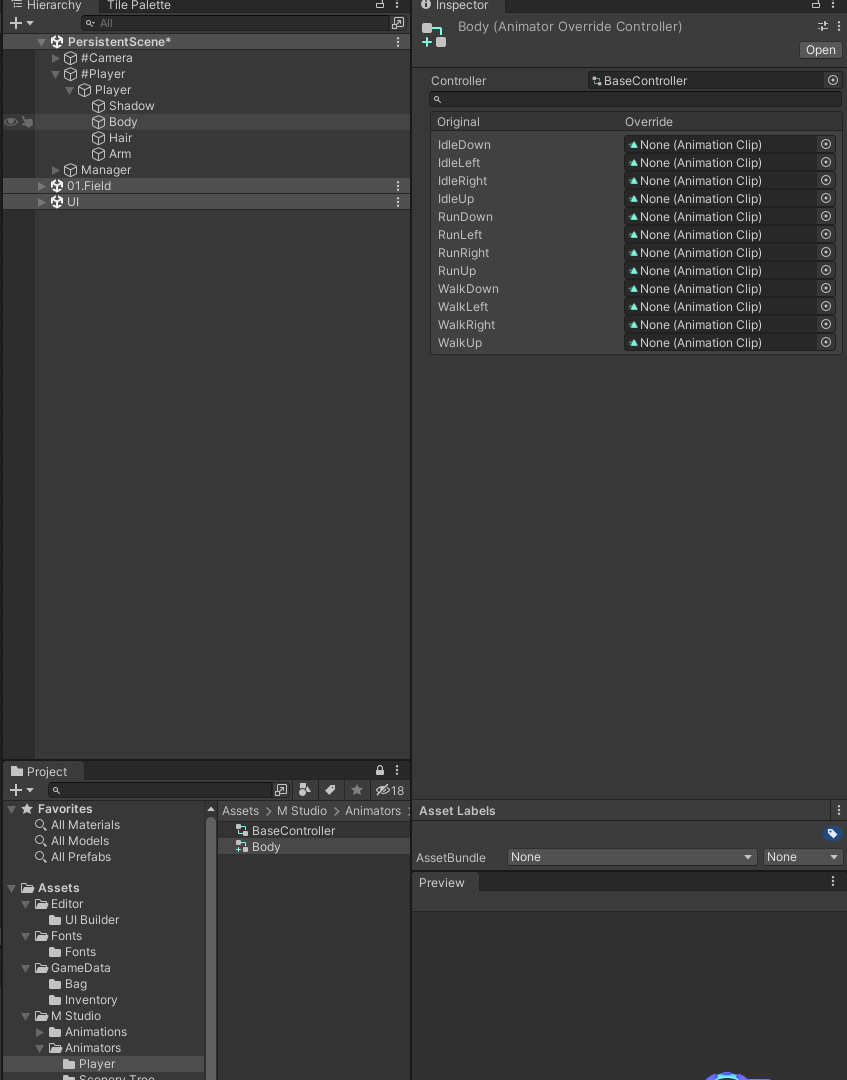 Hierarchy
Tile Palette
All
PersistentScene*
#Camera
#Player
Player
Shadow
Body
Hair
Arm
Manager
01.Field
UI
Inspector
Body (Animator Override Controller)
Open
Controller
BaseController
Original Override
IdleDown None (Animation Clip)
IdleLeft None (Animation Clip)
IdleRight None (Animation Clip)
IdleUp None (Animation Clip)
RunDown None (Animation Clip)
RunLeft None (Animation Clip)
RunRight None (Animation Clip)
RunUp None (Animation Clip)
WalkDown None (Animation Clip)
WalkLeft None (Animation Clip)
WalkRight None (Animation Clip)
WalkUp None (Animation Clip)
Project
18
Favorites
All Materials
All Models
All Prefabs
Assets
Editor
UI Builder
Fonts
Fonts
GameData
Bag
Inventory
M Studio
Animations
Animators
Player
Scenery Tree
Assets > M Studio > Animators >
BaseController
Body
Asset Labels
AssetBundle None None
Preview